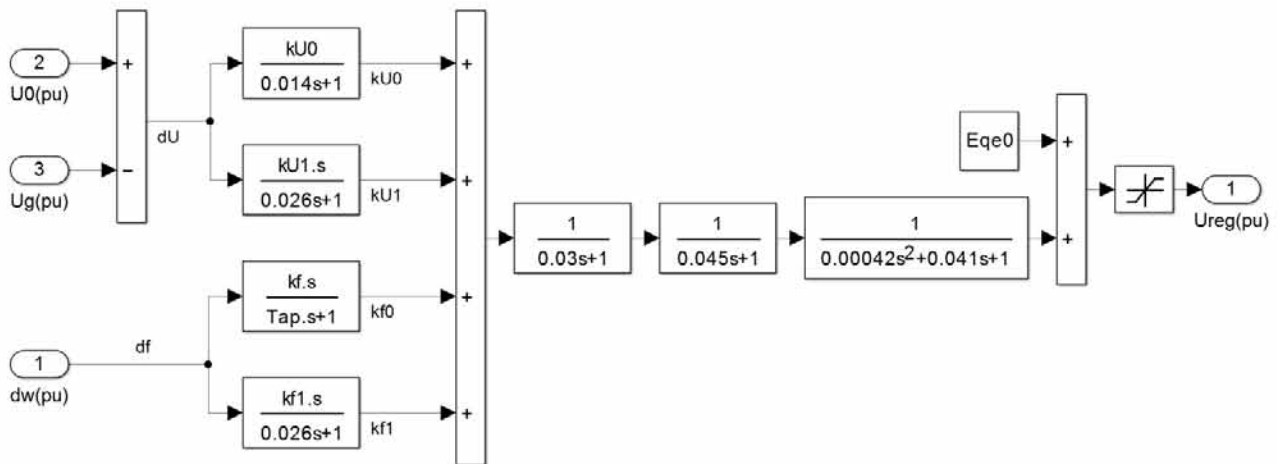 2
U0(pu)
+
3
Ug(pu)
−
dU
kU0
0.014s+1
kU0
kU1.s
0.026s+1
kU1
kf.s
Tap.s+1
kf0
1
dw(pu)
df
kf1.s
0.026s+1
kf1
+
+
+
+
1
0.03s+1
1
0.045s+1
1
0.00042s²+0.041s+1
Eqe0
+
+
1
Ureg(pu)